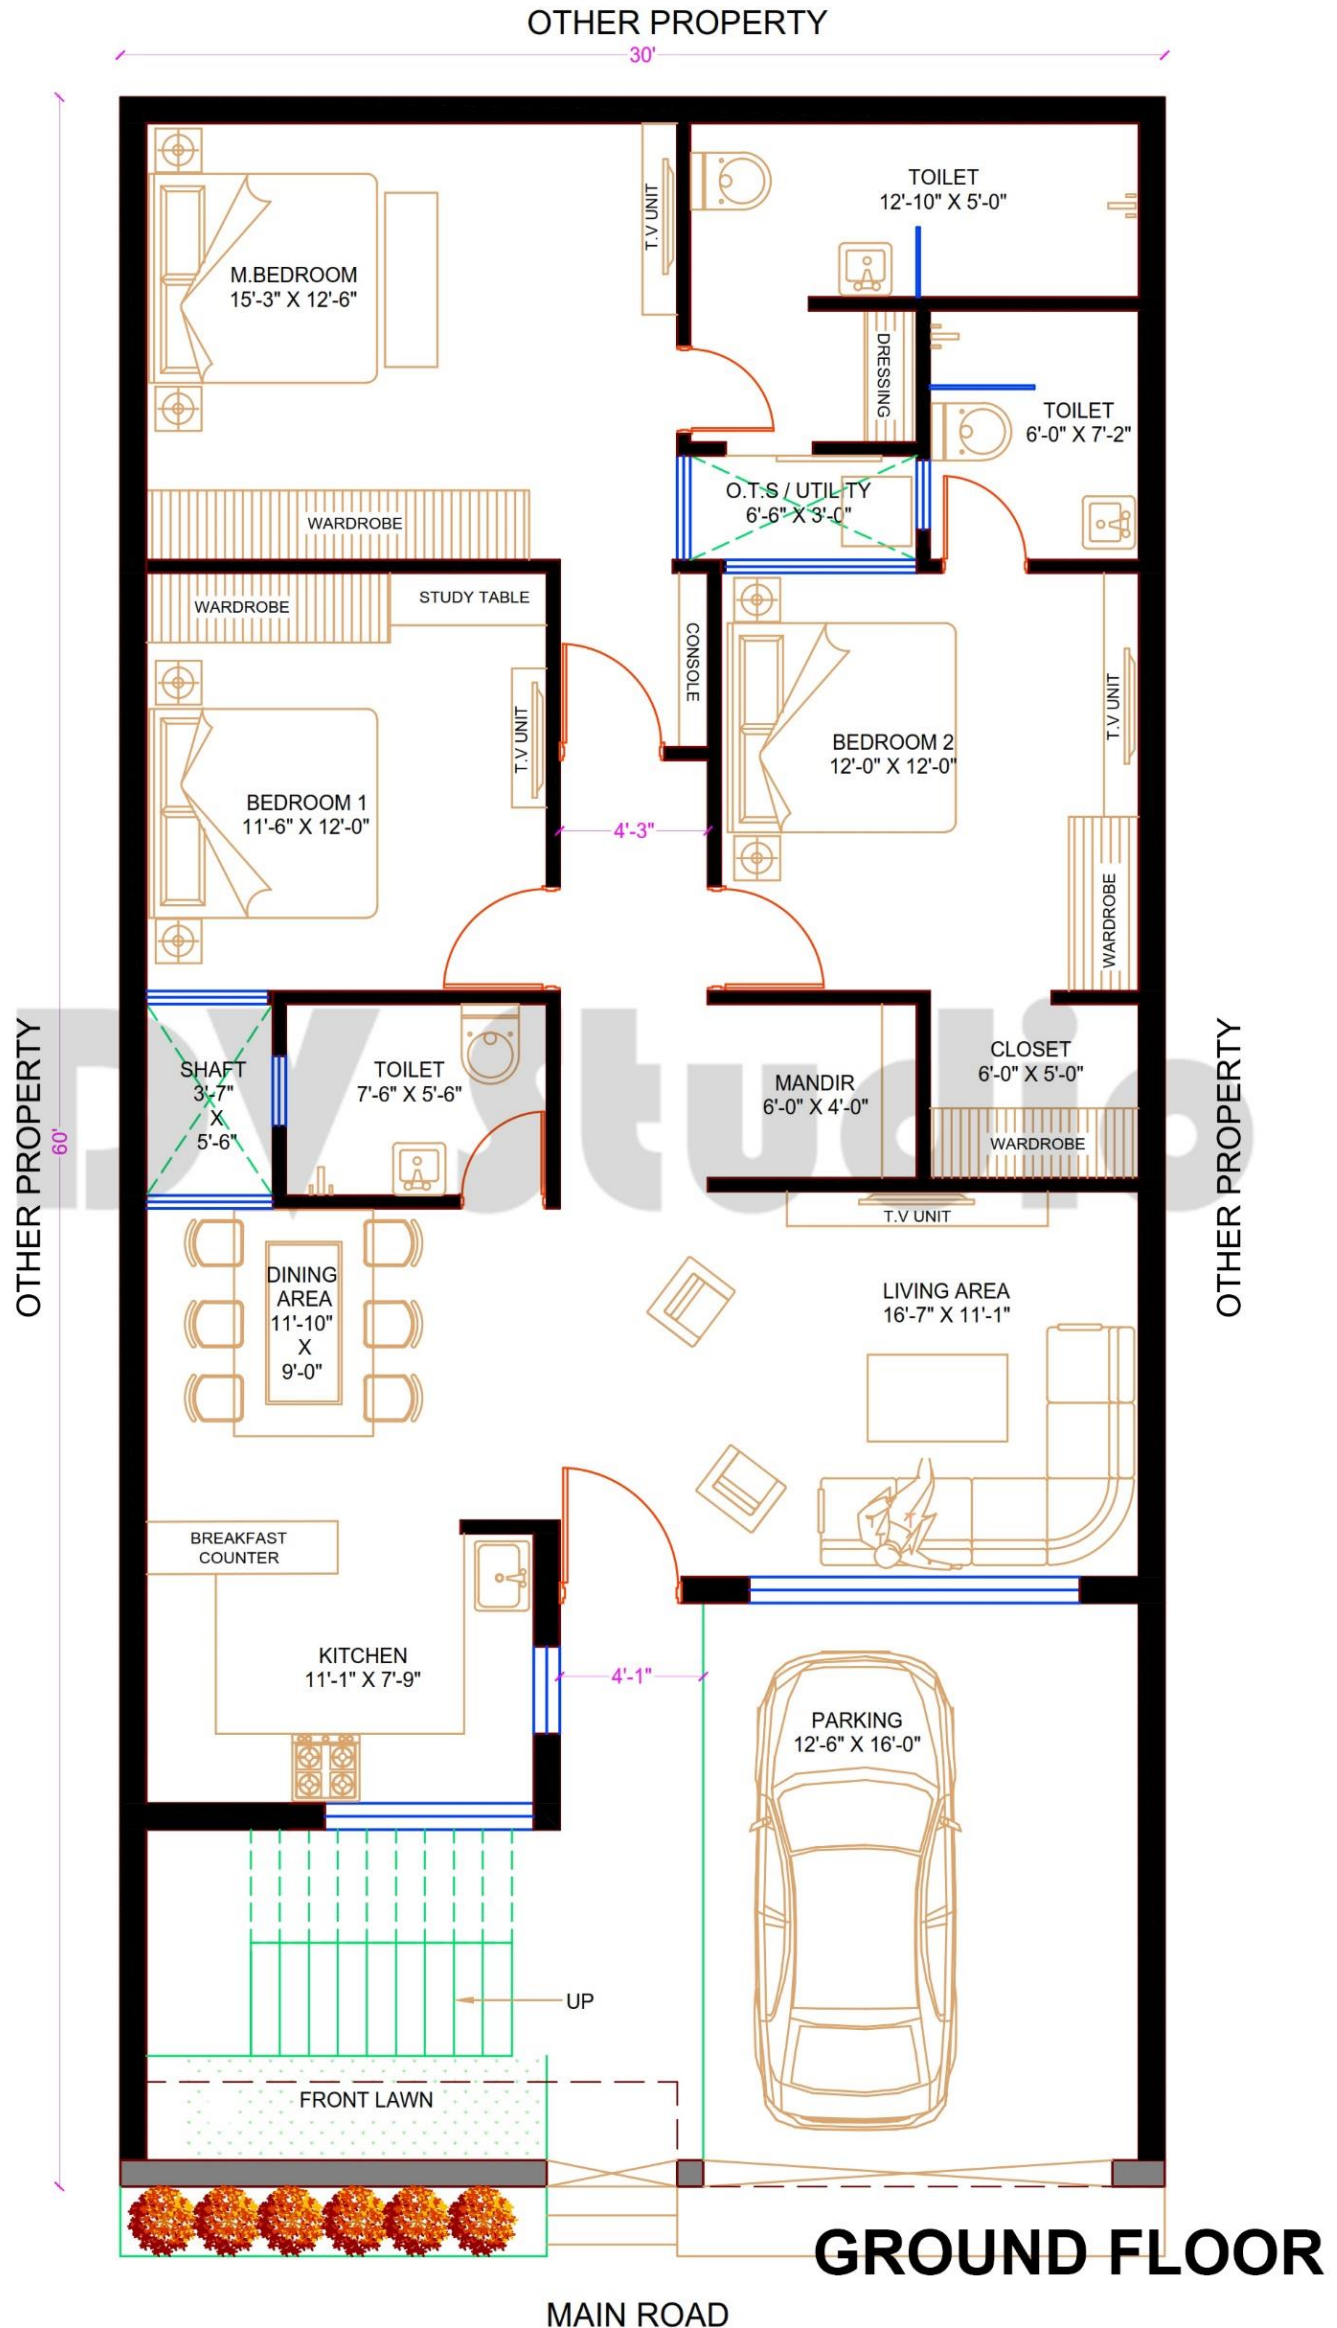 OTHER PROPERTY
30'
TOILET
12'-10" X 5'-0"
T.V UNIT
M.BEDROOM
15'-3" X 12'-6"
DRESSING
TOILET
6'-0" X 7'-2"
O.T.S / UTILITY
6'-6" X 3'-0"
WARDROBE
WARDROBE
STUDY TABLE
CONSOLE
T.V UNIT
T.V UNIT
BEDROOM 2
12'-0" X 12'-0"
BEDROOM 1
11'-6" X 12'-0"
4'-3"
WARDROBE
DV Studio
OTHER PROPERTY
60'
SHAFT
3'-7"
X
5'-6"
TOILET
7'-6" X 5'-6"
MANDIR
6'-0" X 4'-0"
CLOSET
6'-0" X 5'-0"
WARDROBE
OTHER PROPERTY
T.V UNIT
DINING
AREA
11'-10"
X
9'-0"
LIVING AREA
16'-7" X 11'-1"
BREAKFAST
COUNTER
KITCHEN
11'-1" X 7'-9"
4'-1"
PARKING
12'-6" X 16'-0"
UP
FRONT LAWN
GROUND FLOOR
MAIN ROAD